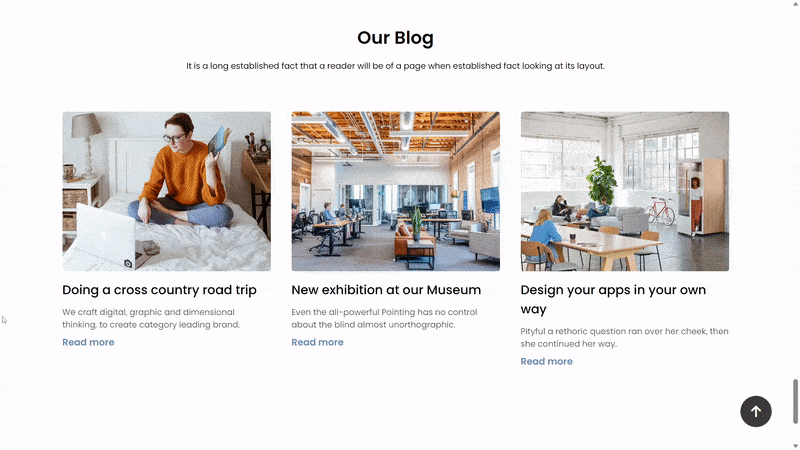 Our Blog
It is a long established fact that a reader will be of a page when established fact looking at its layout.
Doing a cross country road trip
We craft digital, graphic and dimensional
thinking, to create category leading brand.
Read more
New exhibition at our Museum
Even the all-powerful Pointing has no control
about the blind almost unorthographic.
Read more
Design your apps in your own
way
Pityful a rethoric question ran over her cheek, then
she continued her way.
Read more